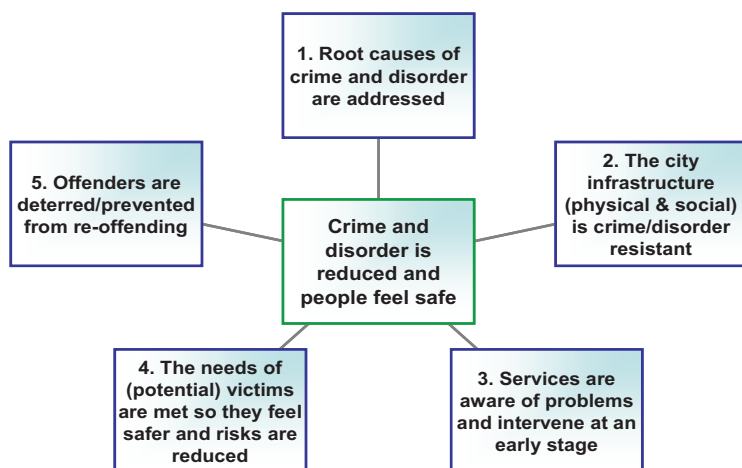 1. Root causes of
crime and disorder
are addressed
2. The city
infrastructure
(physical & social)
is crime/disorder
resistant
3. Services are
aware of problems
and intervene at an
early stage
4. The needs of
(potential) victims
are met so they feel
safer and risks are
reduced
5. Offenders are
deterred/prevented
from re-offending
Crime and
disorder is
reduced and
people feel safe